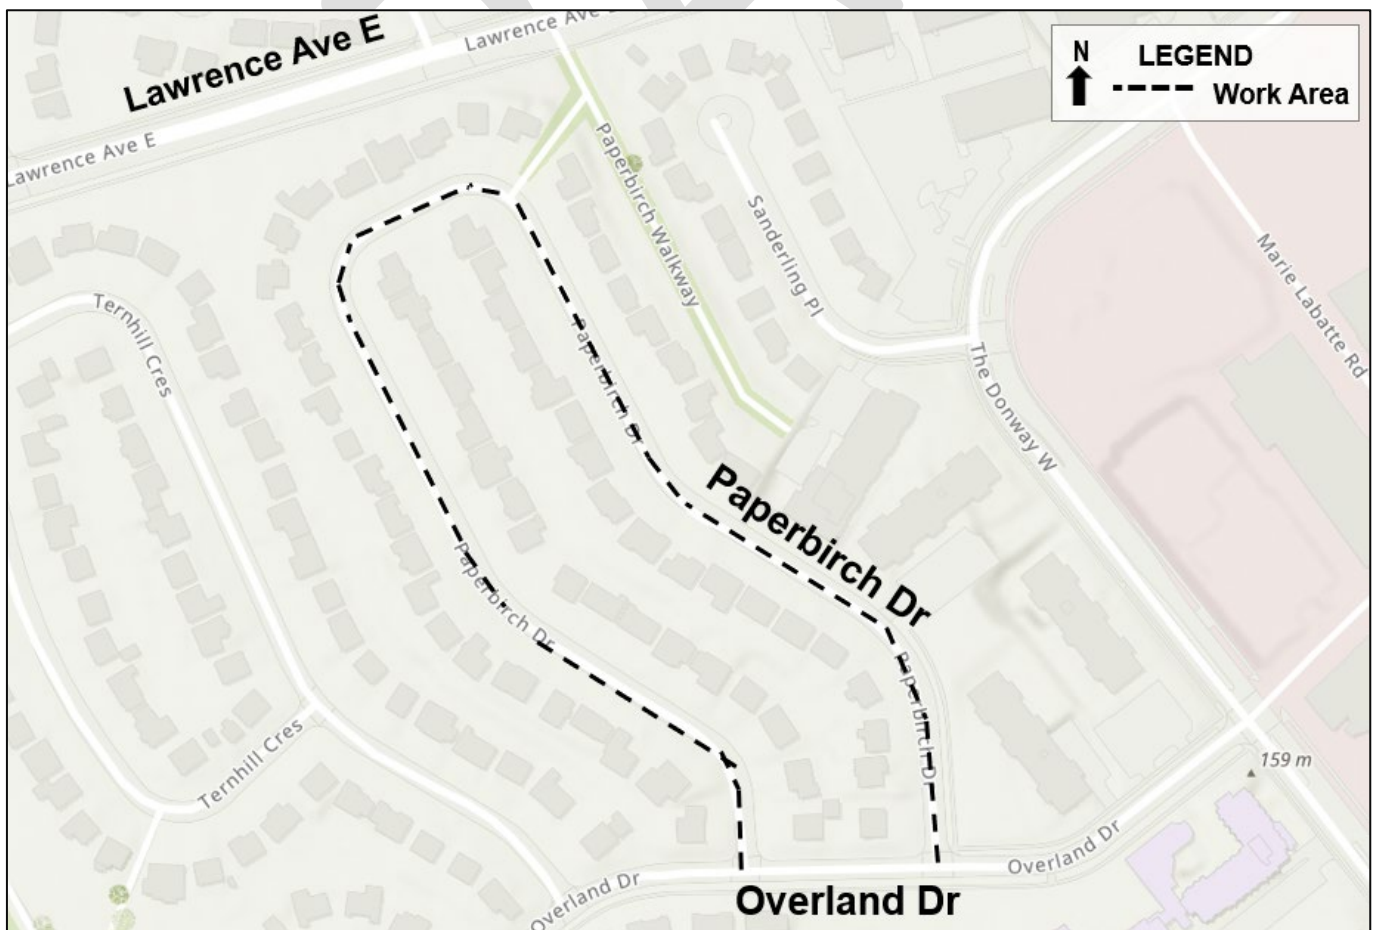 Lawrence Ave E
Lawrence Ave E
Lawrence Ave E
N
LEGEND
Work Area
Paperbirch Walkway
Sanderling Pl
Marie Labatte Rd
Ternhill Cres
Paperbirch Dr
The Donway W
Paperbirch Dr
Paperbirch Dr
Paperbirch Dr
Ternhill Cres
159 m
Overland Dr
Overland Dr
Overland Dr